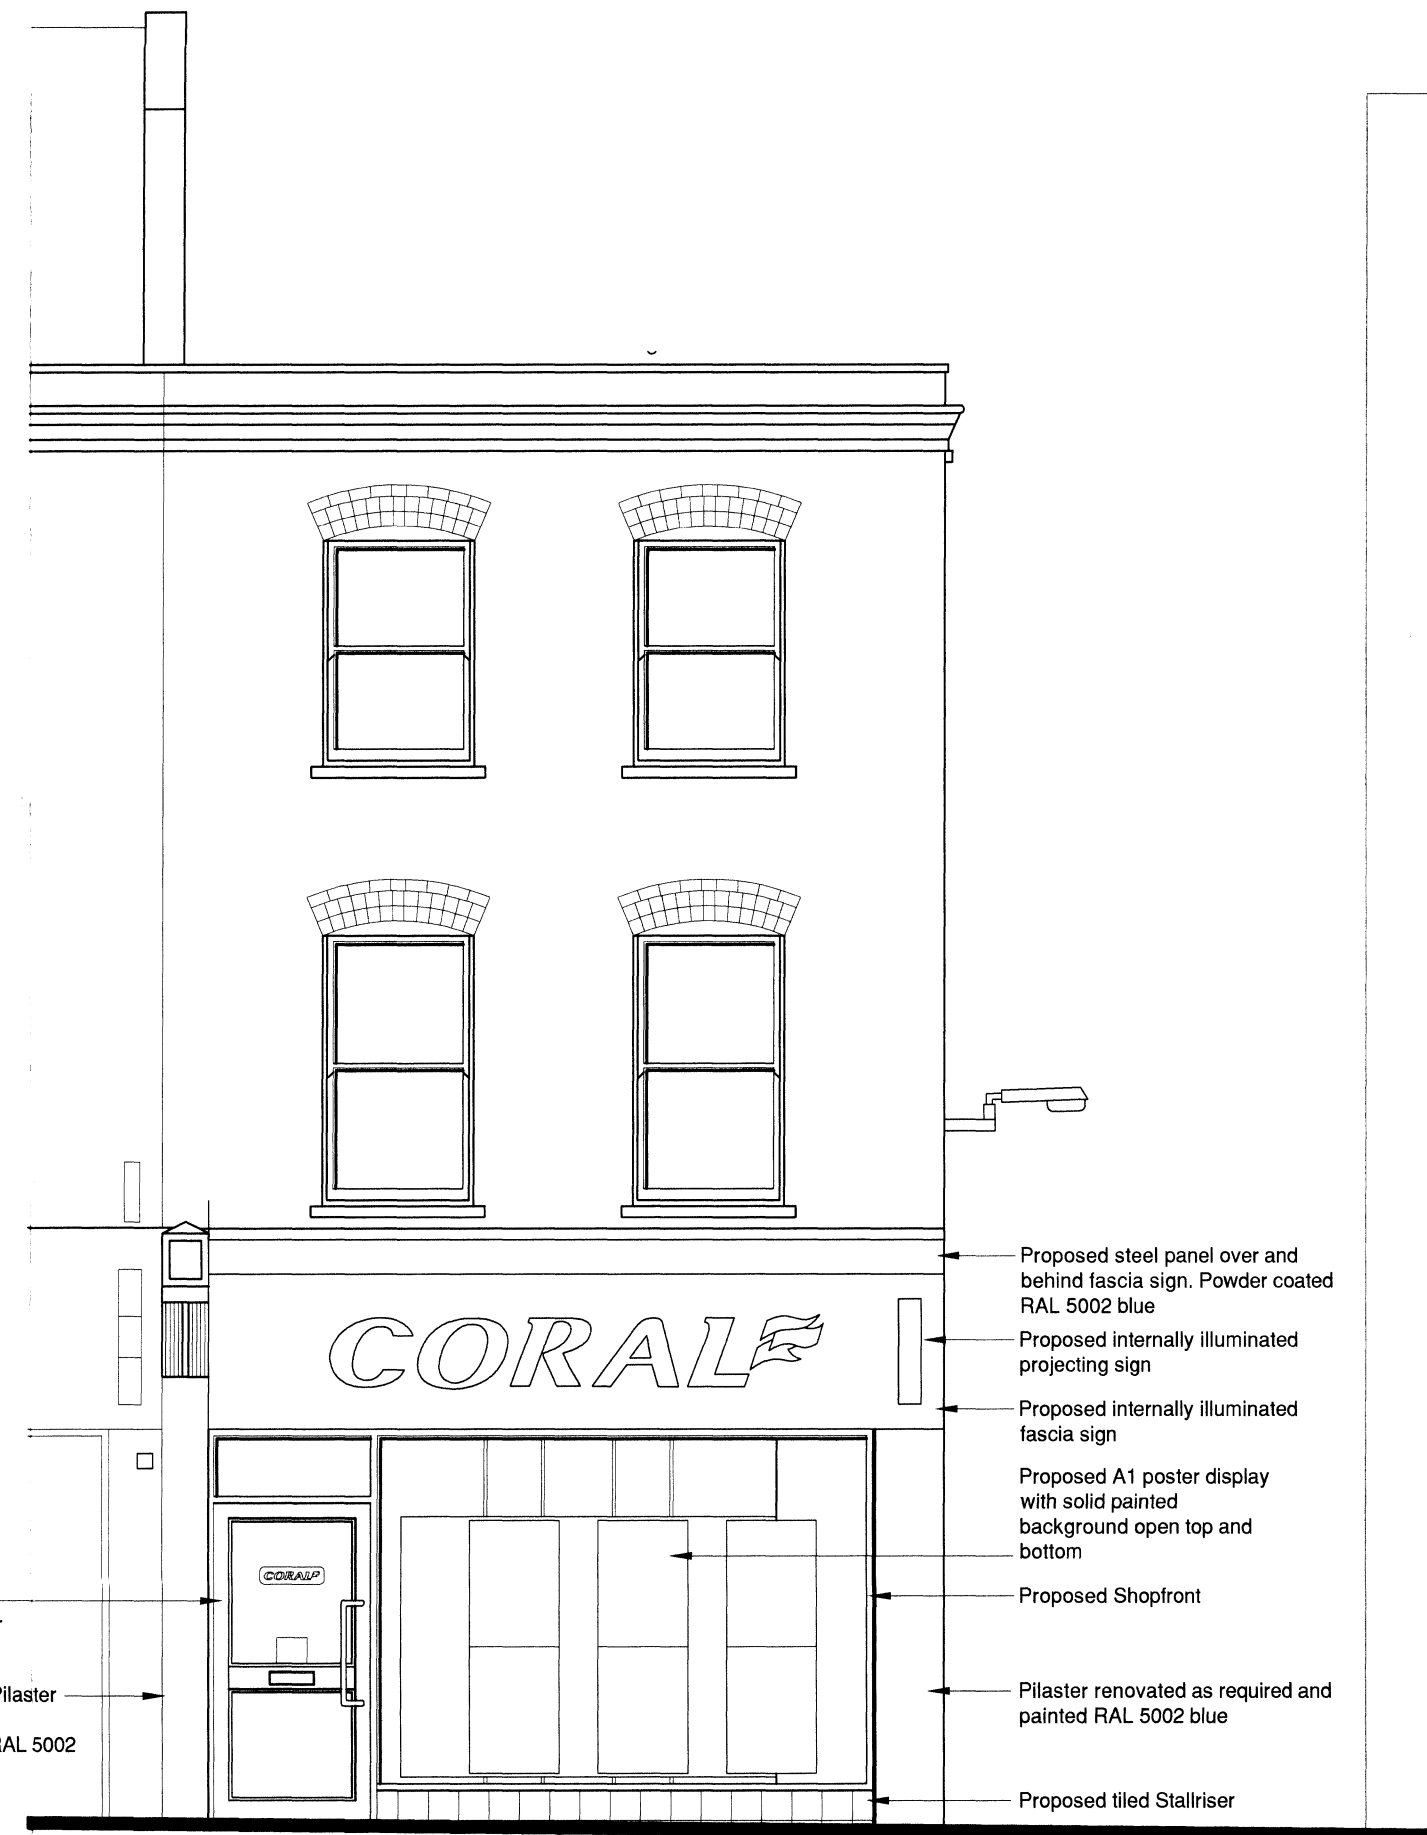 Proposed steel panel over and
behind fascia sign. Powder coated
RAL 5002 blue
CORAL
Proposed internally illuminated
projecting sign
Proposed internally illuminated
fascia sign
Proposed A1 poster display
with solid painted
background open top and
bottom
CORAL
Proposed Shopfront
Pilaster
RAL 5002
Pilaster renovated as required and
painted RAL 5002 blue
Proposed tiled Stallriser